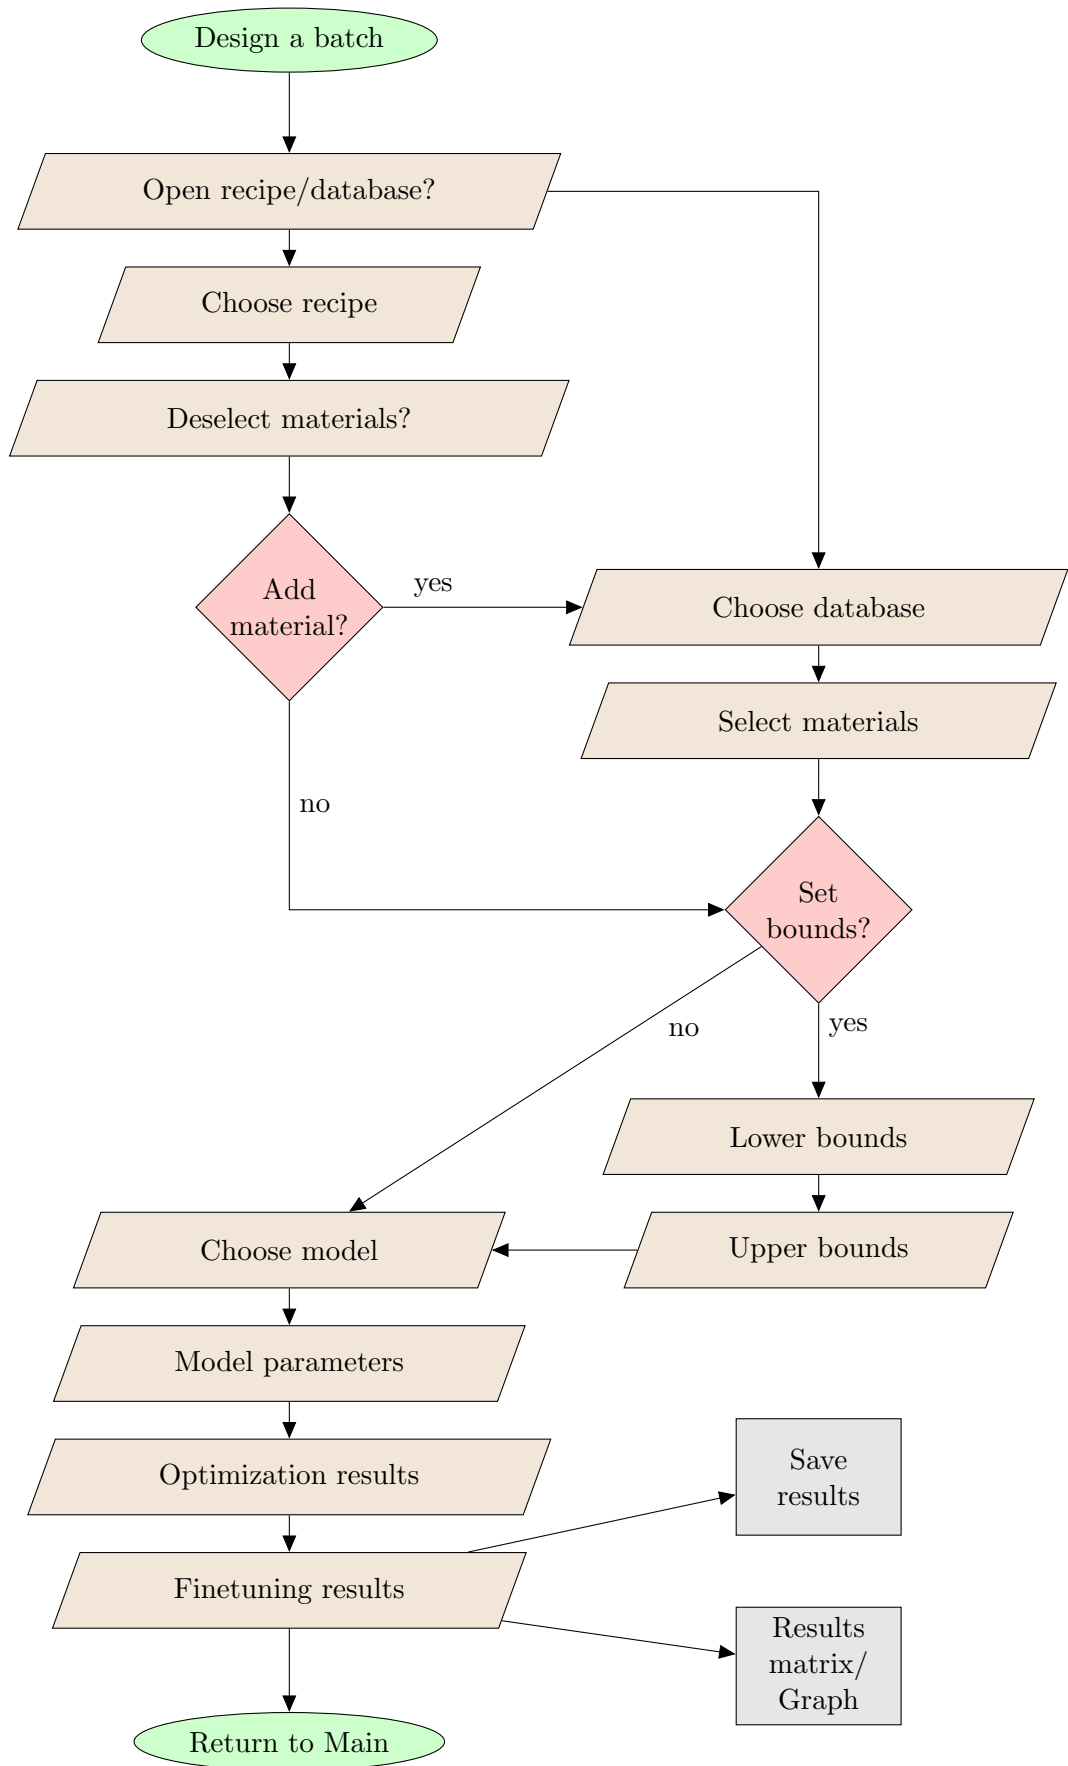 Design a batch
Open recipe/database?
Choose recipe
Deselect materials?
Add
material?
yes
Choose database
Select materials
no
Set
bounds?
no
yes
Lower bounds
Choose model
Upper bounds
Model parameters
Optimization results
Save
results
Finetuning results
Results
matrix/
Graph
Return to Main